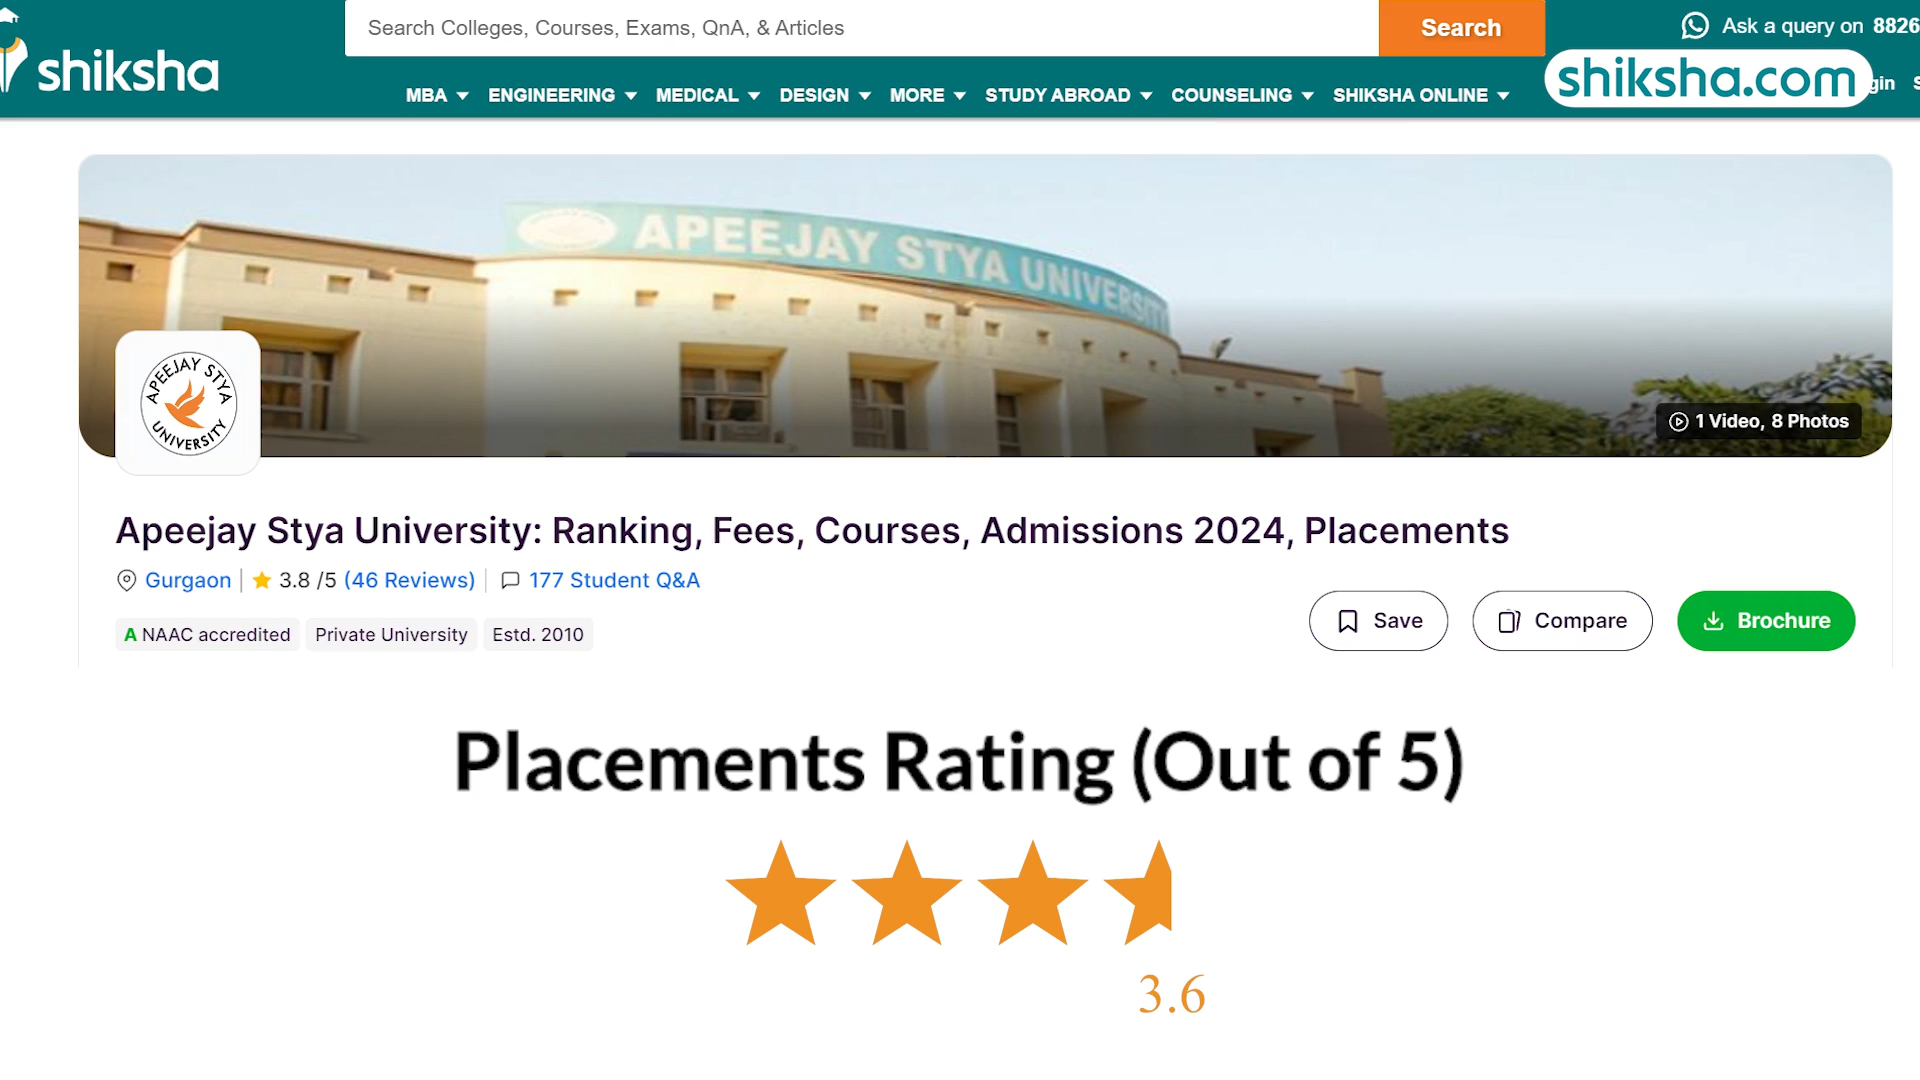 Search Colleges, Courses, Exams, QnA, & Articles
Search
Ask a query on 8826
shiksha
shiksha.com
gin
MBA ENGINEERING MEDICAL DESIGN MORE STUDY ABROAD COUNSELING SHIKSHA ONLINE
APEEJAY STYA UNIVERSITY
APEEJAY STYA UNIVERSITY
1 Video, 8 Photos
Apeejay Stya University: Ranking, Fees, Courses, Admissions 2024, Placements
Gurgaon | 3.8 /5 (46 Reviews) | 177 Student Q&A
A NAAC accredited Private University Estd. 2010
Save Compare Brochure
Placements Rating (Out of 5)
3.6